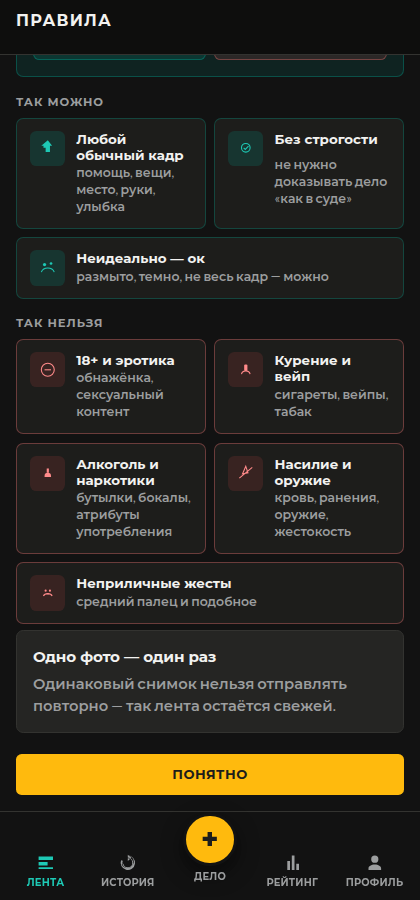 ПРАВИЛА
ТАК МОЖНО
Любой
обычный кадр
помощь, вещи,
место, руки,
улыбка
Без строгости
не нужно
доказывать дело
«как в суде»
Неидеально — ок
размыто, темно, не весь кадр — можно
ТАК НЕЛЬЗЯ
18+ и эротика
обнажёнка,
сексуальный
контент
Курение и
вейп
сигареты, вейпы,
табак
Алкоголь и
наркотики
бутылки, бокалы,
атрибуты
употребления
Насилие и
оружие
кровь, ранения,
оружие,
жестокость
Неприличные жесты
средний палец и подобное
Одно фото — один раз
Одинаковый снимок нельзя отправлять
повторно — так лента остаётся свежей.
ПОНЯТНО
ЛЕНТА
ИСТОРИЯ
ДЕЛО
РЕЙТИНГ
ПРОФИЛЬ